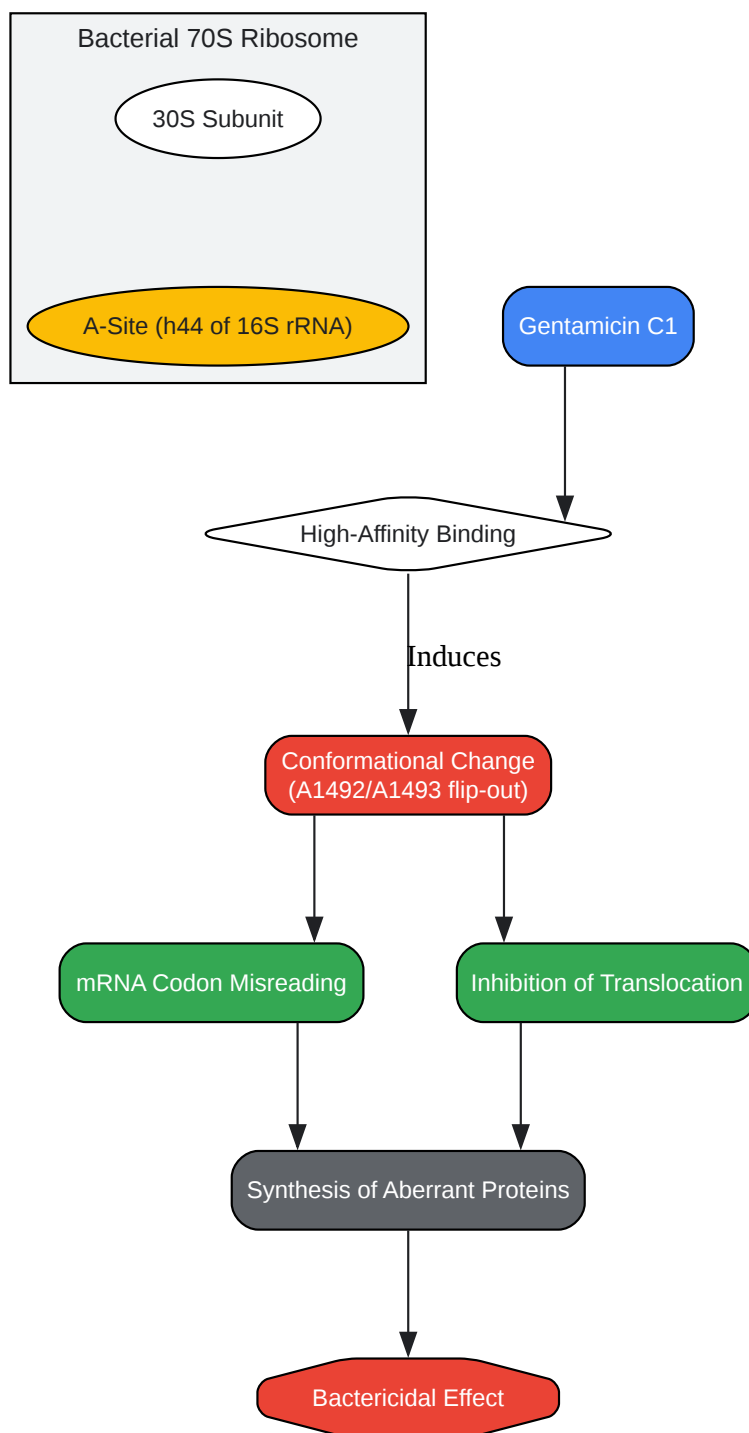 Bacterial 70S Ribosome
30S Subunit
A-Site (h44 of 16S rRNA)
Gentamicin C1
High-Affinity Binding
Induces
Conformational Change
(A1492/A1493 flip-out)
mRNA Codon Misreading
Inhibition of Translocation
Synthesis of Aberrant Proteins
Bactericidal Effect